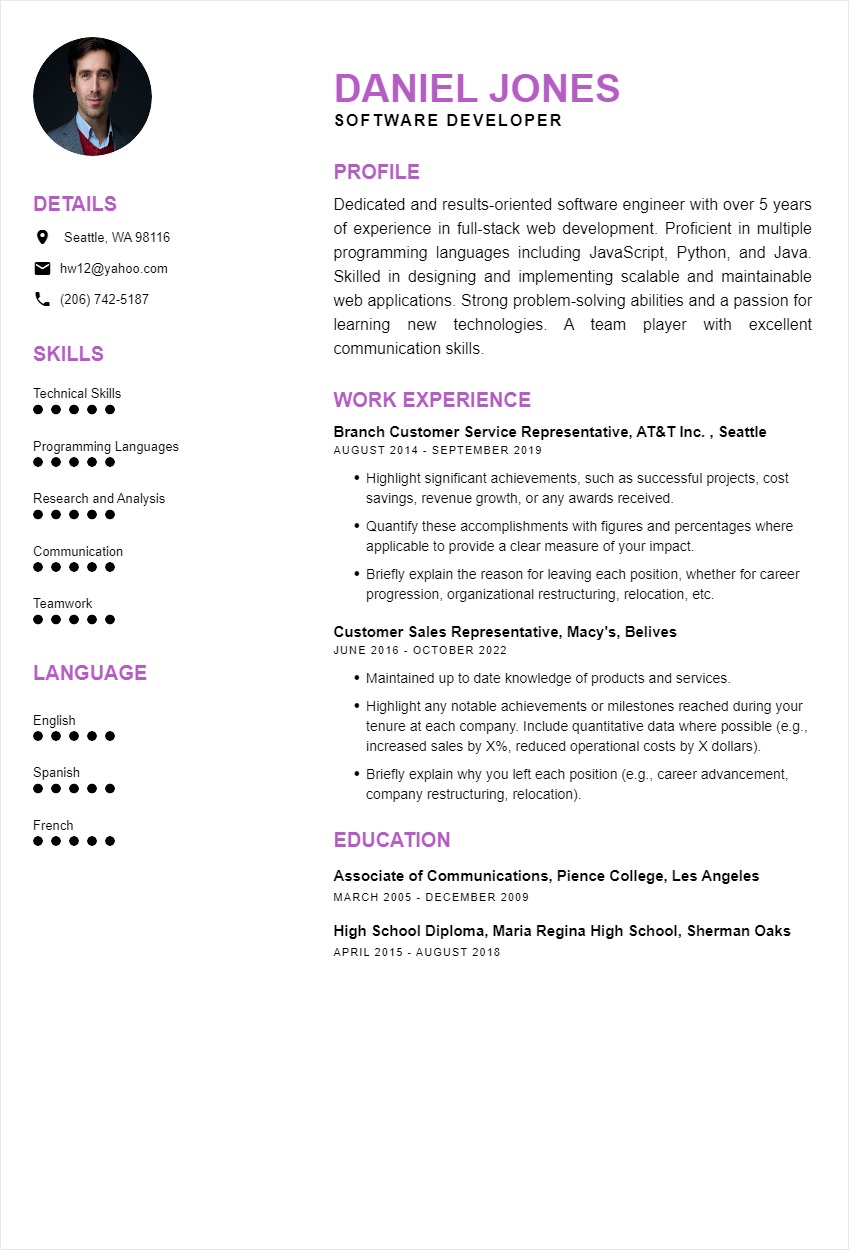 DETAILS
Seattle, WA 98116
hw12@yahoo.com
(206) 742-5187
SKILLS
Technical Skills
Programming Languages
Research and Analysis
Communication
Teamwork
LANGUAGE
English
Spanish
French
DANIEL JONES
SOFTWARE DEVELOPER
PROFILE
Dedicated and results-oriented software engineer with over 5 years
of experience in full-stack web development. Proficient in multiple
programming languages including JavaScript, Python, and Java.
Skilled in designing and implementing scalable and maintainable
web applications. Strong problem-solving abilities and a passion for
learning new technologies. A team player with excellent
communication skills.
WORK EXPERIENCE
Branch Customer Service Representative, AT&T Inc. , Seattle
AUGUST 2014 - SEPTEMBER 2019
• Highlight significant achievements, such as successful projects, cost
savings, revenue growth, or any awards received.
• Quantify these accomplishments with figures and percentages where
applicable to provide a clear measure of your impact.
• Briefly explain the reason for leaving each position, whether for career
progression, organizational restructuring, relocation, etc.
Customer Sales Representative, Macy's, Belives
JUNE 2016 - OCTOBER 2022
• Maintained up to date knowledge of products and services.
• Highlight any notable achievements or milestones reached during your
tenure at each company. Include quantitative data where possible (e.g.,
increased sales by X%, reduced operational costs by X dollars).
• Briefly explain why you left each position (e.g., career advancement,
company restructuring, relocation).
EDUCATION
Associate of Communications, Pience College, Les Angeles
MARCH 2005 - DECEMBER 2009
High School Diploma, Maria Regina High School, Sherman Oaks
APRIL 2015 - AUGUST 2018